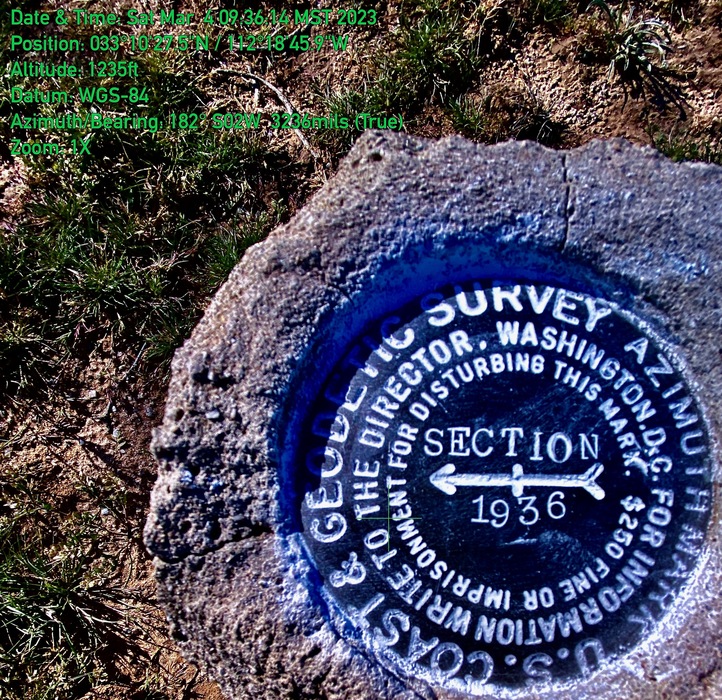 Date & Time: Sat Mar  4 09:36:14 MST 2023
Position: 033°10'27.5"N / 112°18'45.9"W
Altitude: 1235ft
Datum: WGS-84
Azimuth/Bearing: 182° S02W  3236mils (True)
Zoom: 1X
U.S. COAST & GEODETIC SURVEY AZIMUTH MARK
FOR INFORMATION WRITE TO THE DIRECTOR, WASHINGTON, D.C.
$250 FINE OR IMPRISONMENT FOR DISTURBING THIS MARK.
SECTION
1936